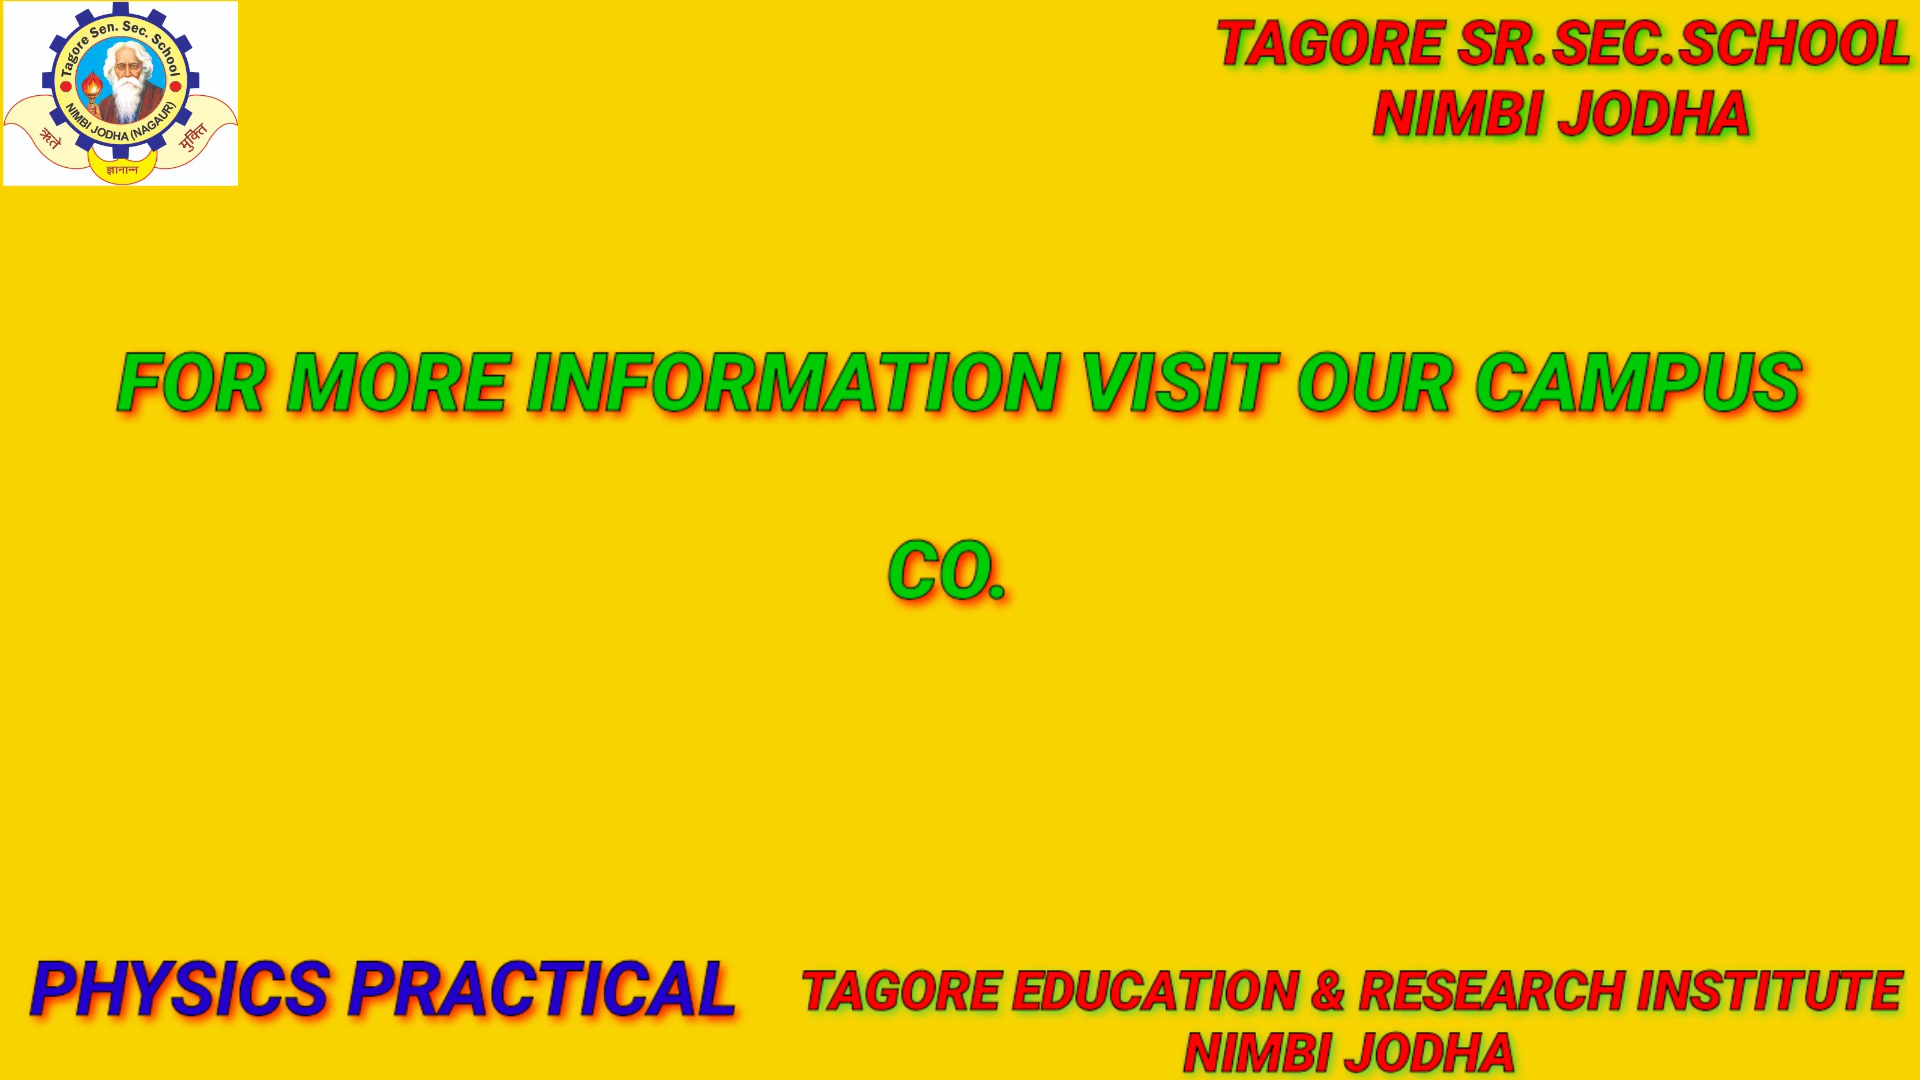 Tagore Sen. Sec. School
NIMBI JODHA (NAGAUR)
ऋते
ज्ञानान्न
मुक्ति
TAGORE SR.SEC.SCHOOL
NIMBI JODHA
FOR MORE INFORMATION VISIT OUR CAMPUS
CO.
PHYSICS PRACTICAL
TAGORE EDUCATION & RESEARCH INSTITUTE
NIMBI JODHA